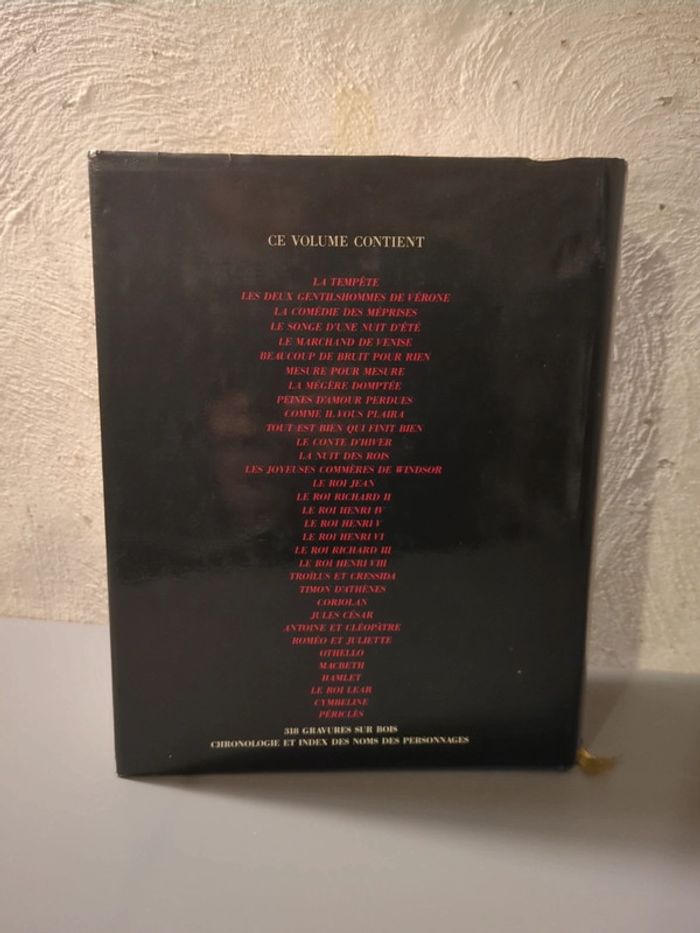 CE VOLUME CONTIENT
LA TEMPÊTE
LES DEUX GENTILSHOMMES DE VÉRONE
LA COMÉDIE DES MÉPRISES
LE SONGE D'UNE NUIT D'ÉTÉ
LE MARCHAND DE VENISE
BEAUCOUP DE BRUIT POUR RIEN
MESURE POUR MESURE
LA MÉGÈRE DOMPTÉE
PEINES D'AMOUR PERDUES
COMME IL VOUS PLAIRA
TOUT EST BIEN QUI FINIT BIEN
LE CONTE D'HIVER
LA NUIT DES ROIS
LES JOYEUSES COMMÈRES DE WINDSOR
LE ROI JEAN
LE ROI RICHARD II
LE ROI HENRI IV
LE ROI HENRI V
LE ROI HENRI VI
LE ROI RICHARD III
LE ROI HENRI VIII
TROÏLUS ET CRESSIDA
TIMON D'ATHÈNES
CORIOLAN
JULES CÉSAR
ANTOINE ET CLÉOPÂTRE
ROMÉO ET JULIETTE
OTHELLO
MACBETH
HAMLET
LE ROI LEAR
CYMBELINE
PÉRICLÈS
318 GRAVURES SUR BOIS
CHRONOLOGIE ET INDEX DES NOMS DES PERSONNAGES